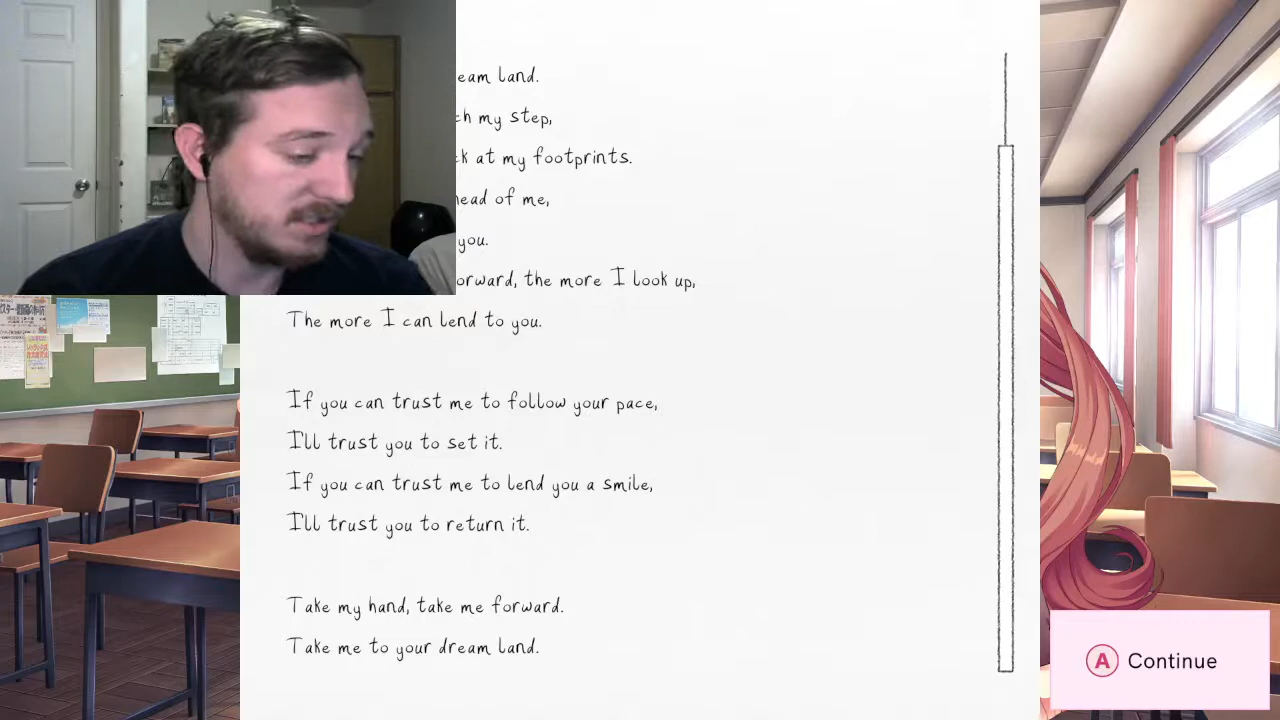 eam land.
ch my step,
ck at my footprints.
head of me,
you.
orward, the more I look up,
The more I can lend to you.
If you can trust me to follow your pace,
I'll trust you to set it.
If you can trust me to lend you a smile,
I'll trust you to return it.
Take my hand, take me forward.
Take me to your dream land.
A Continue